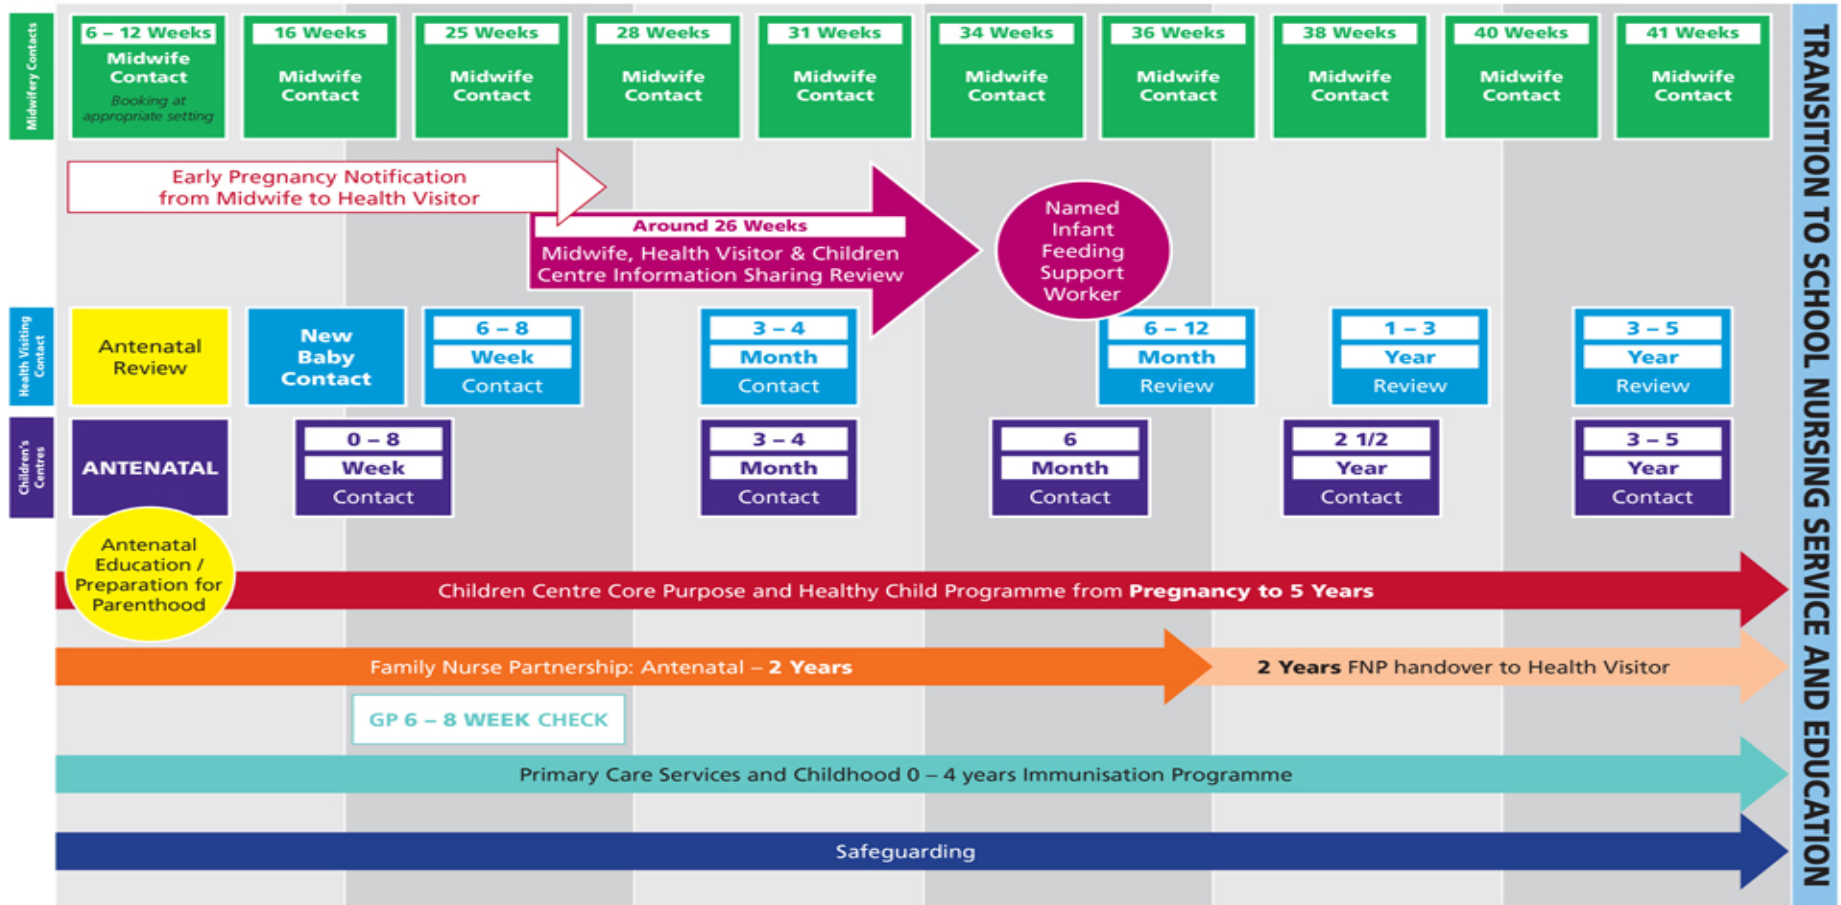 Midwifery Contacts
6 – 12 Weeks
Midwife
Contact
Booking at
appropriate setting
16 Weeks
Midwife
Contact
25 Weeks
Midwife
Contact
28 Weeks
Midwife
Contact
31 Weeks
Midwife
Contact
34 Weeks
Midwife
Contact
36 Weeks
Midwife
Contact
38 Weeks
Midwife
Contact
40 Weeks
Midwife
Contact
41 Weeks
Midwife
Contact
Early Pregnancy Notification
from Midwife to Health Visitor
Around 26 Weeks
Midwife, Health Visitor & Children
Centre Information Sharing Review
Named
Infant
Feeding
Support
Worker
Health Visiting
Contact
Antenatal
Review
New
Baby
Contact
6 – 8
Week
Contact
3 – 4
Month
Contact
6 – 12
Month
Review
1 – 3
Year
Review
3 – 5
Year
Review
Children's
Centres
ANTENATAL
0 – 8
Week
Contact
3 – 4
Month
Contact
6
Month
Contact
2 1/2
Year
Contact
3 – 5
Year
Contact
Antenatal
Education /
Preparation for
Parenthood
Children Centre Core Purpose and Healthy Child Programme from Pregnancy to 5 Years
Family Nurse Partnership: Antenatal – 2 Years
2 Years FNP handover to Health Visitor
GP 6 – 8 WEEK CHECK
Primary Care Services and Childhood 0 – 4 years Immunisation Programme
Safeguarding
TRANSITION TO SCHOOL NURSING SERVICE AND EDUCATION